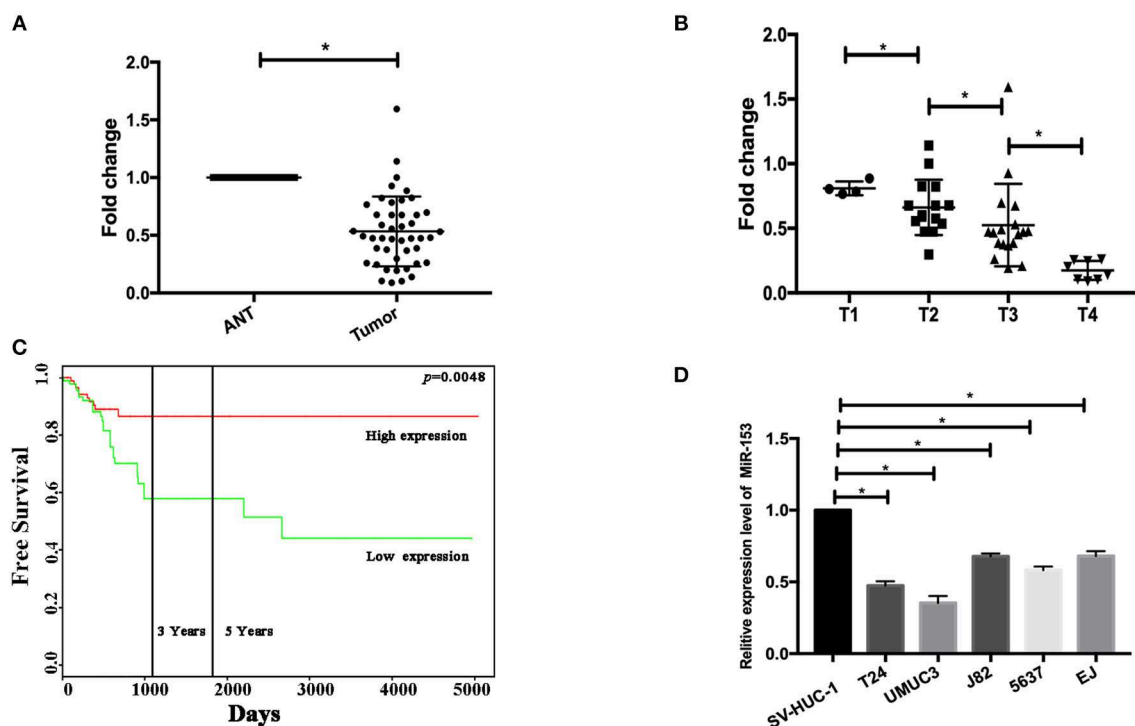 A
*
2.0
1.5
1.0
0.5
0.0
Fold change
ANT
Tumor
B
*
*
*
2.0
1.5
1.0
0.5
0.0
Fold change
T1
T2
T3
T4
C
p=0.0048
High expression
Low expression
3 Years
5 Years
Free Survival
1.0
0.8
0.6
0.4
0.2
0.0
0
1000
2000
3000
4000
5000
Days
D
*
*
*
*
*
1.5
1.0
0.5
0.0
Relitive expression level of MiR-153
SV-HUC-1
T24
UMUC3
J82
5637
EJ